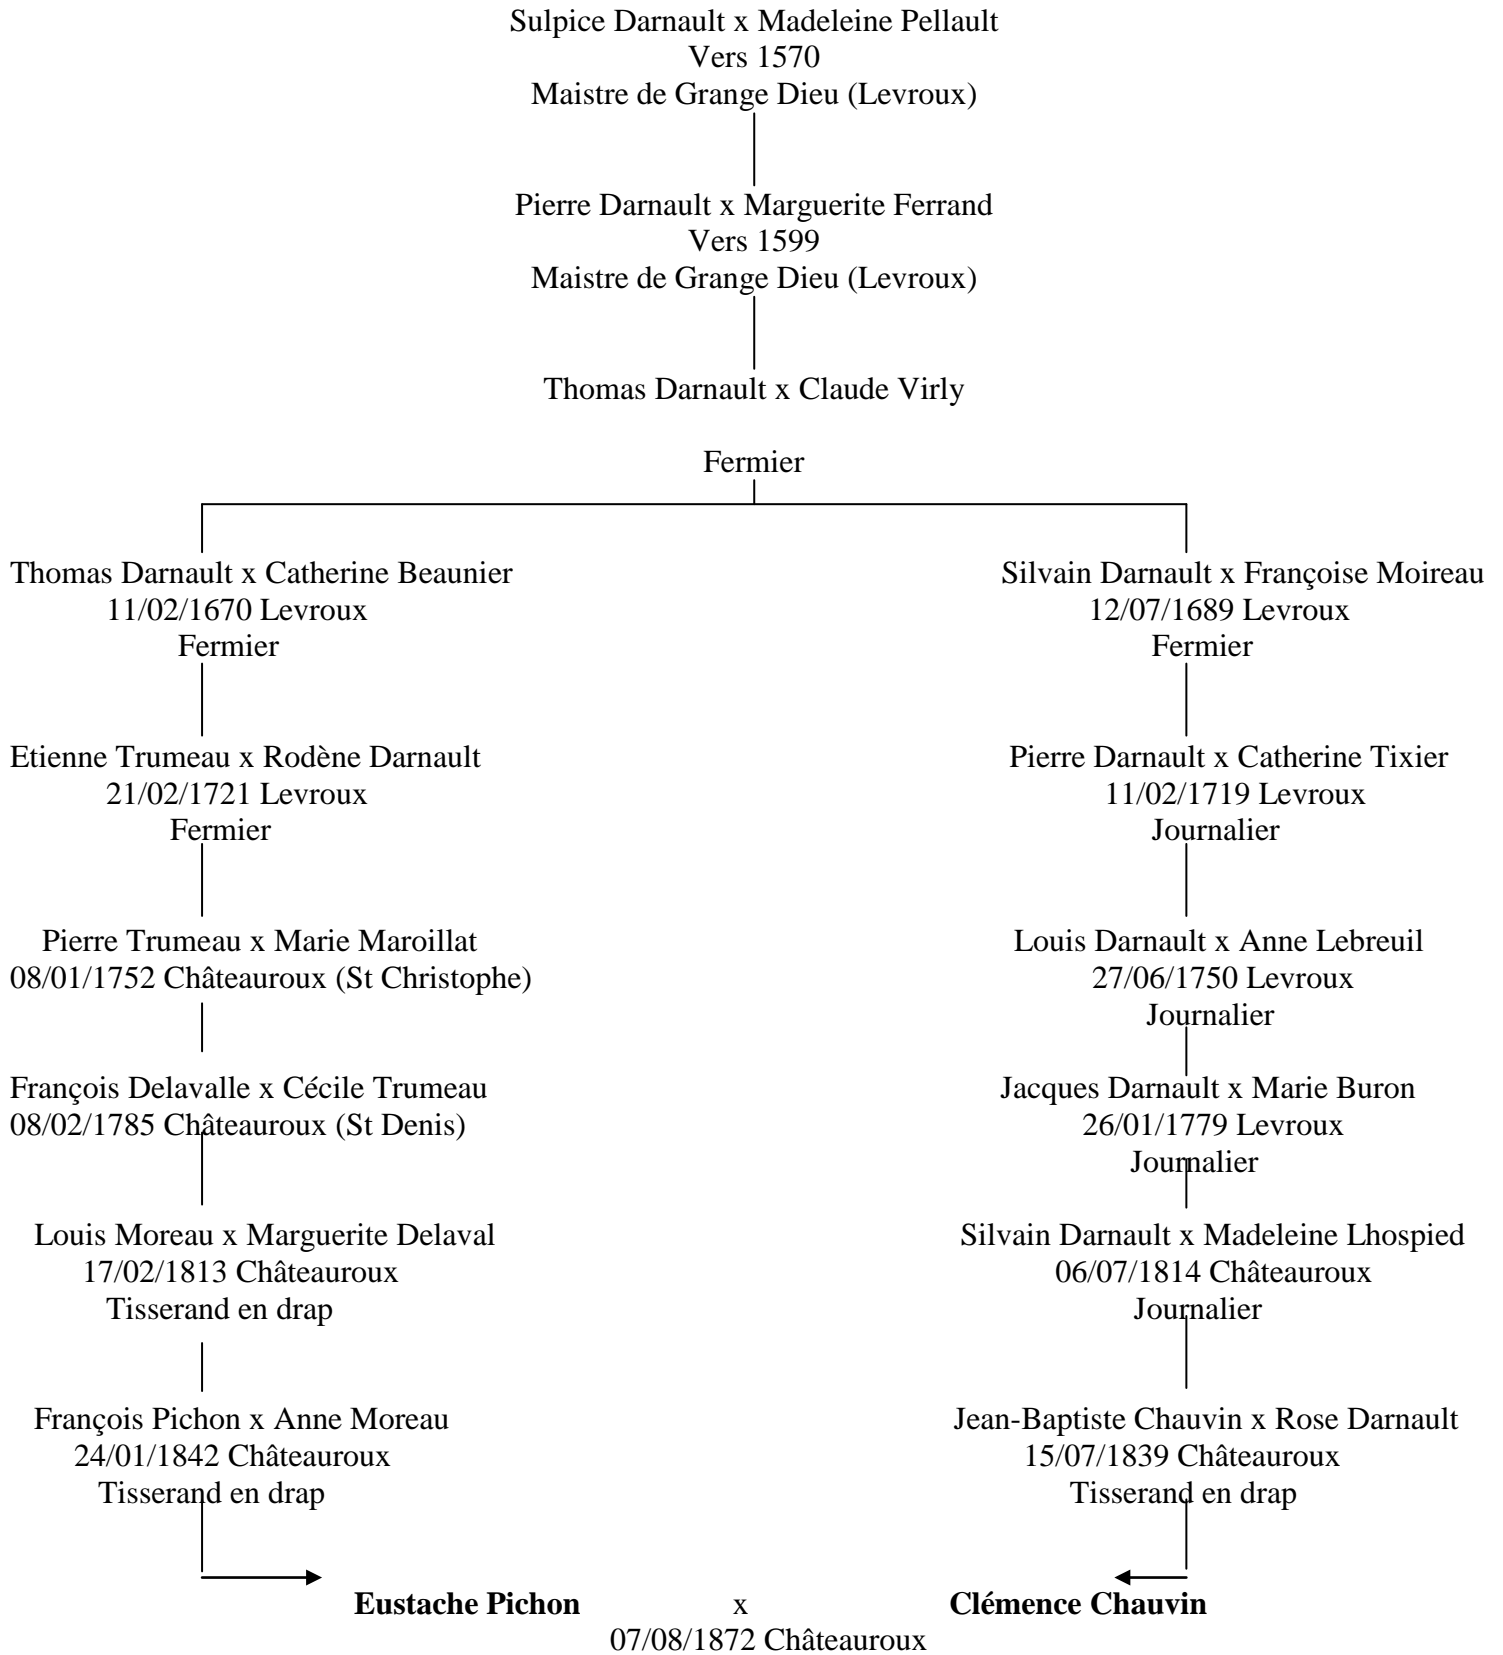 Sulpice Darnault x Madeleine Pellault
Vers 1570
Maistre de Grange Dieu (Levroux)
Pierre Darnault x Marguerite Ferrand
Vers 1599
Maistre de Grange Dieu (Levroux)
Thomas Darnault x Claude Virly
Fermier
Thomas Darnault x Catherine Beaunier
11/02/1670 Levroux
Fermier
Silvain Darnault x Françoise Moireau
12/07/1689 Levroux
Fermier
Etienne Trumeau x Rodène Darnault
21/02/1721 Levroux
Fermier
Pierre Darnault x Catherine Tixier
11/02/1719 Levroux
Journalier
Pierre Trumeau x Marie Maroillat
08/01/1752 Châteauroux (St Christophe)
Louis Darnault x Anne Lebreuil
27/06/1750 Levroux
Journalier
François Delavalle x Cécile Trumeau
08/02/1785 Châteauroux (St Denis)
Jacques Darnault x Marie Buron
26/01/1779 Levroux
Journalier
Louis Moreau x Marguerite Delaval
17/02/1813 Châteauroux
Tisserand en drap
Silvain Darnault x Madeleine Lhospied
06/07/1814 Châteauroux
Journalier
François Pichon x Anne Moreau
24/01/1842 Châteauroux
Tisserand en drap
Jean-Baptiste Chauvin x Rose Darnault
15/07/1839 Châteauroux
Tisserand en drap
Eustache Pichon x Clémence Chauvin
07/08/1872 Châteauroux